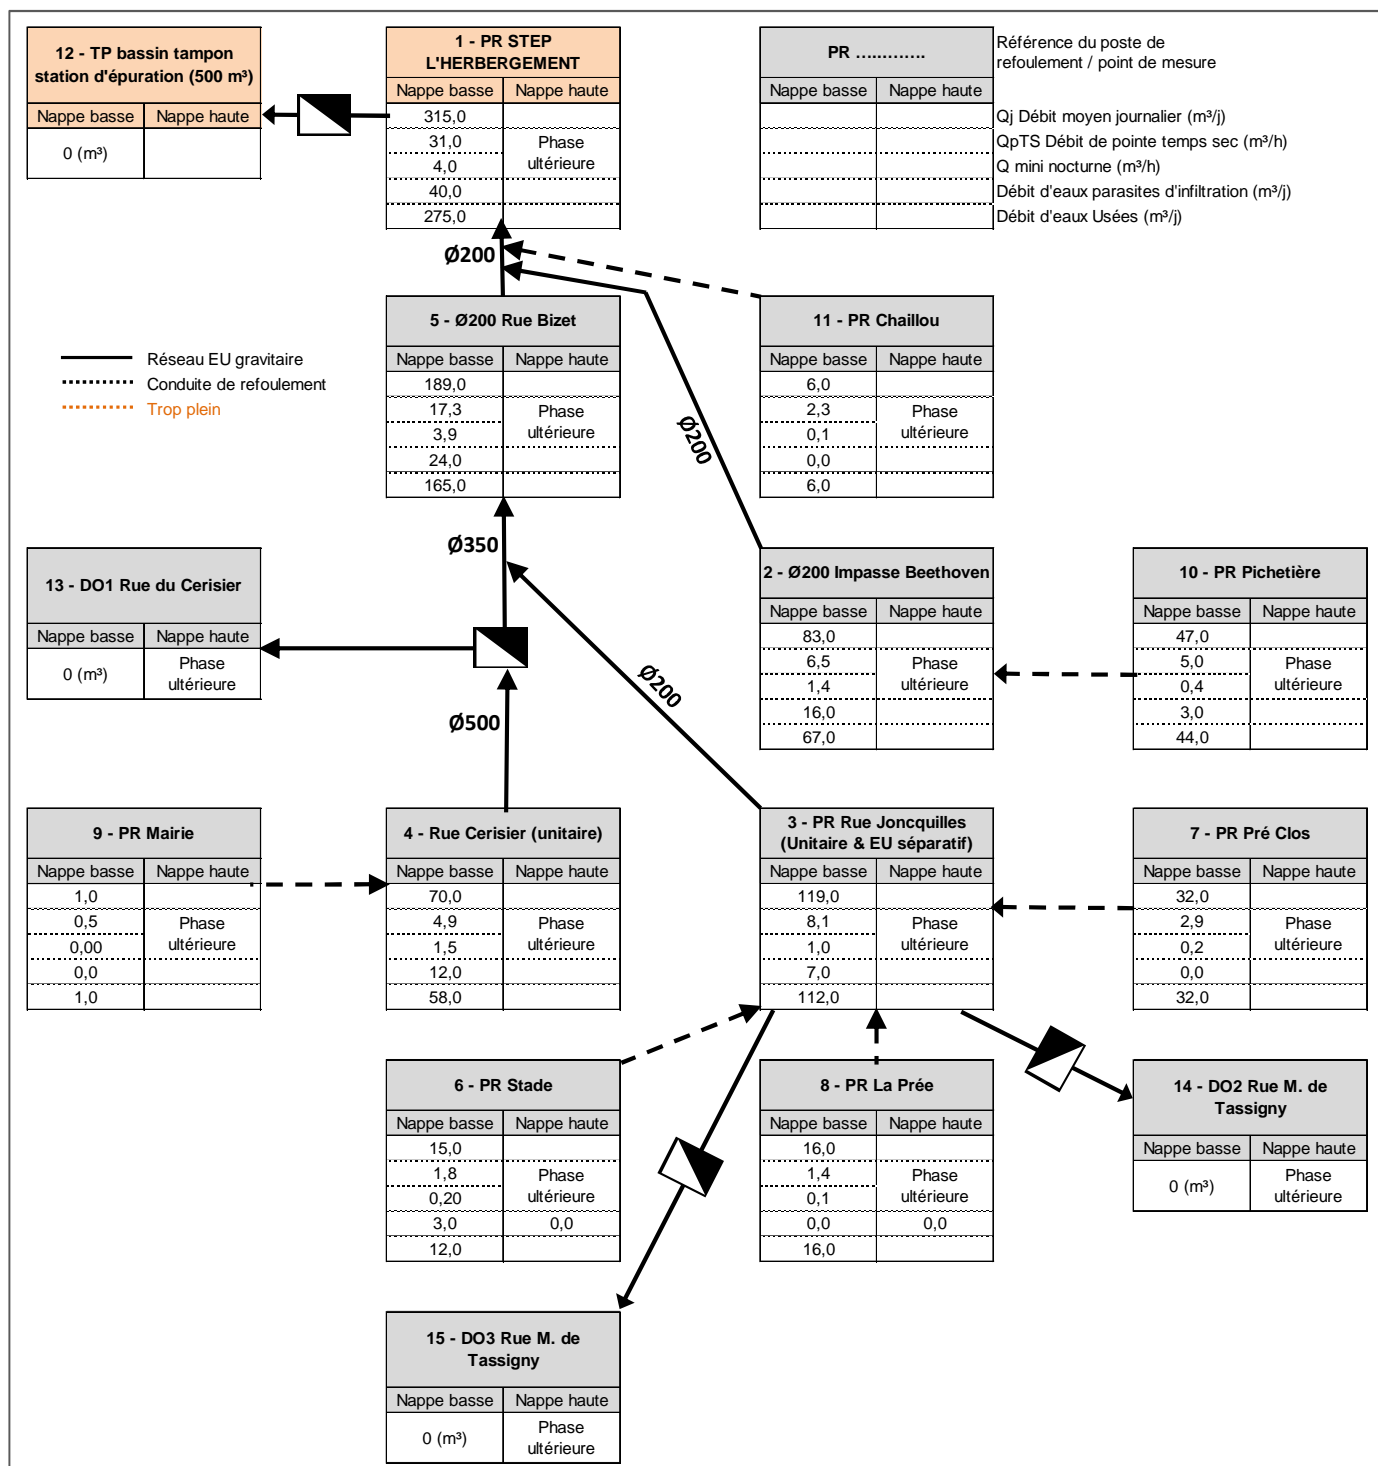 12 - TP bassin tampon
station d'épuration (500 m³)
Nappe basse Nappe haute
0 (m³)
1 - PR STEP
L'HERBERGEMENT
Nappe basse Nappe haute
315,0
31,0
4,0
40,0
275,0
Phase
ultérieure
PR .............
Nappe basse Nappe haute
Référence du poste de
refoulement / point de mesure
Qj Débit moyen journalier (m³/j)
QpTS Débit de pointe temps sec (m³/h)
Q mini nocturne (m³/h)
Débit d'eaux parasites d'infiltration (m³/j)
Débit d'eaux Usées (m³/j)
Ø200
Réseau EU gravitaire
Conduite de refoulement
Trop plein
5 - Ø200 Rue Bizet
Nappe basse Nappe haute
189,0
17,3
3,9
24,0
165,0
Phase
ultérieure
11 - PR Chaillou
Nappe basse Nappe haute
6,0
2,3
0,1
0,0
6,0
Phase
ultérieure
Ø200
Ø350
13 - DO1 Rue du Cerisier
Nappe basse Nappe haute
0 (m³)
Phase
ultérieure
2 - Ø200 Impasse Beethoven
Nappe basse Nappe haute
83,0
6,5
1,4
16,0
67,0
Phase
ultérieure
10 - PR Pichetière
Nappe basse Nappe haute
47,0
5,0
0,4
3,0
44,0
Phase
ultérieure
Ø200
Ø500
9 - PR Mairie
Nappe basse Nappe haute
1,0
0,5
0,00
0,0
1,0
Phase
ultérieure
4 - Rue Cerisier (unitaire)
Nappe basse Nappe haute
70,0
4,9
1,5
12,0
58,0
Phase
ultérieure
3 - PR Rue Joncquilles
(Unitaire & EU séparatif)
Nappe basse Nappe haute
119,0
8,1
1,0
7,0
112,0
Phase
ultérieure
7 - PR Pré Clos
Nappe basse Nappe haute
32,0
2,9
0,2
0,0
32,0
Phase
ultérieure
6 - PR Stade
Nappe basse Nappe haute
15,0
1,8
0,20
3,0 0,0
12,0
Phase
ultérieure
8 - PR La Prée
Nappe basse Nappe haute
16,0
1,4
0,1
0,0 0,0
16,0
Phase
ultérieure
14 - DO2 Rue M. de
Tassigny
Nappe basse Nappe haute
0 (m³)
Phase
ultérieure
15 - DO3 Rue M. de
Tassigny
Nappe basse Nappe haute
0 (m³)
Phase
ultérieure